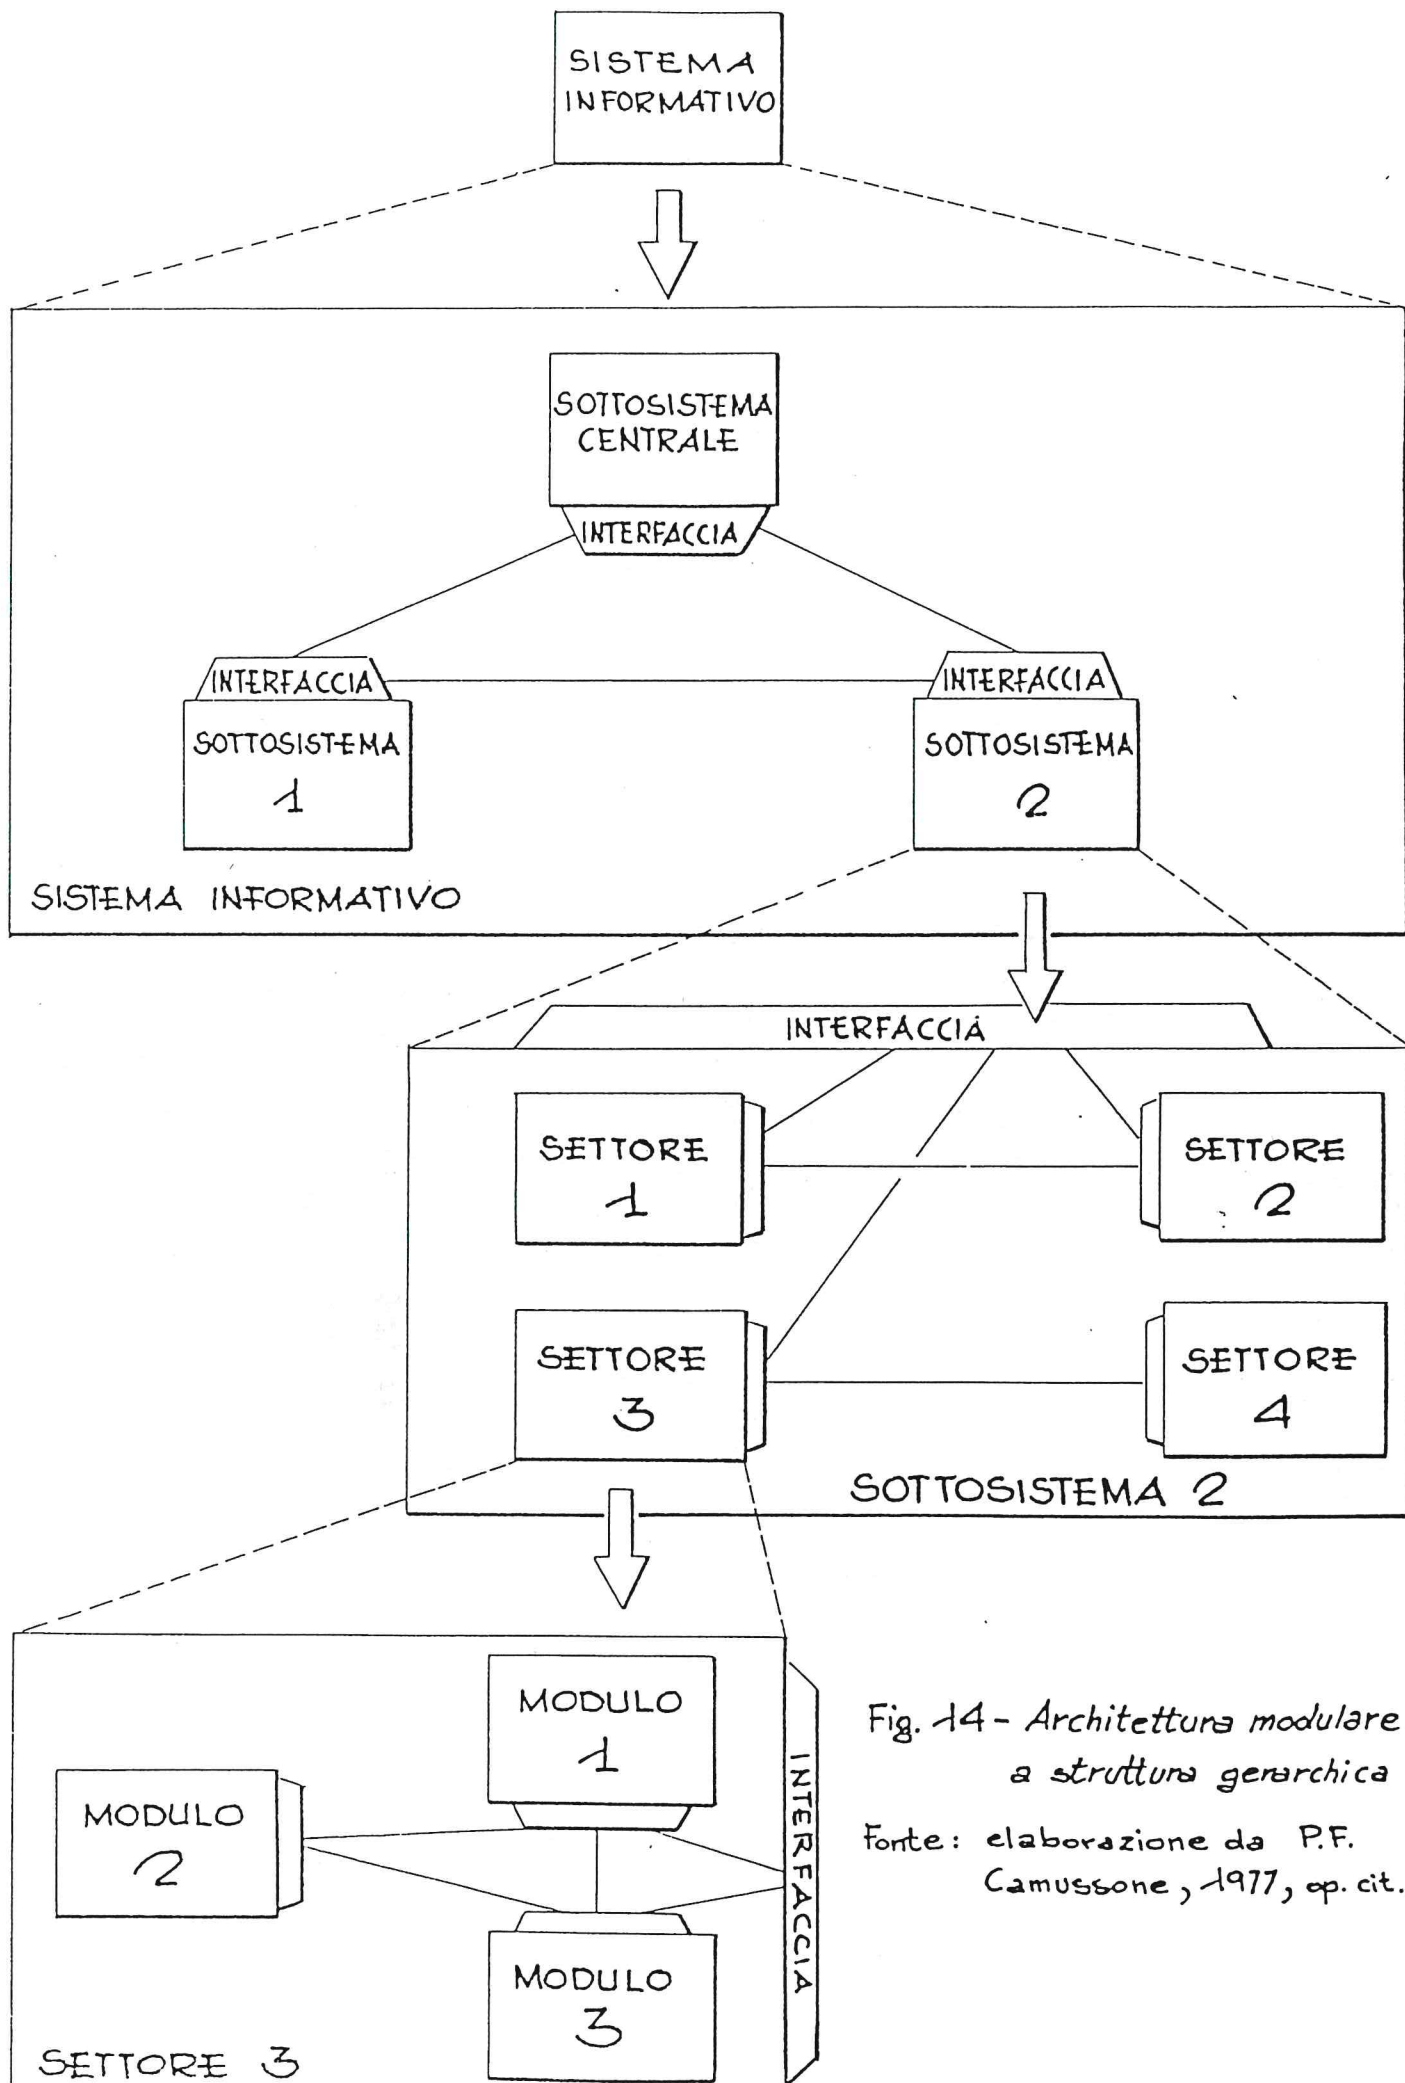 SISTEMA
INFORMATIVO
SOTTOSISTEMA
CENTRALE
INTERFACCIA
INTERFACCIA
SOTTOSISTEMA
1
INTERFACCIA
SOTTOSISTEMA
2
SISTEMA INFORMATIVO
INTERFACCIA
SETTORE
1
SETTORE
2
SETTORE
3
SETTORE
4
SOTTOSISTEMA 2
MODULO
1
MODULO
2
MODULO
3
INTERFACCIA
SETTORE 3
Fig. 14 - Architettura modulare
a struttura gerarchica
Fonte: elaborazione da P.F.
Camussone, 1977, op. cit.